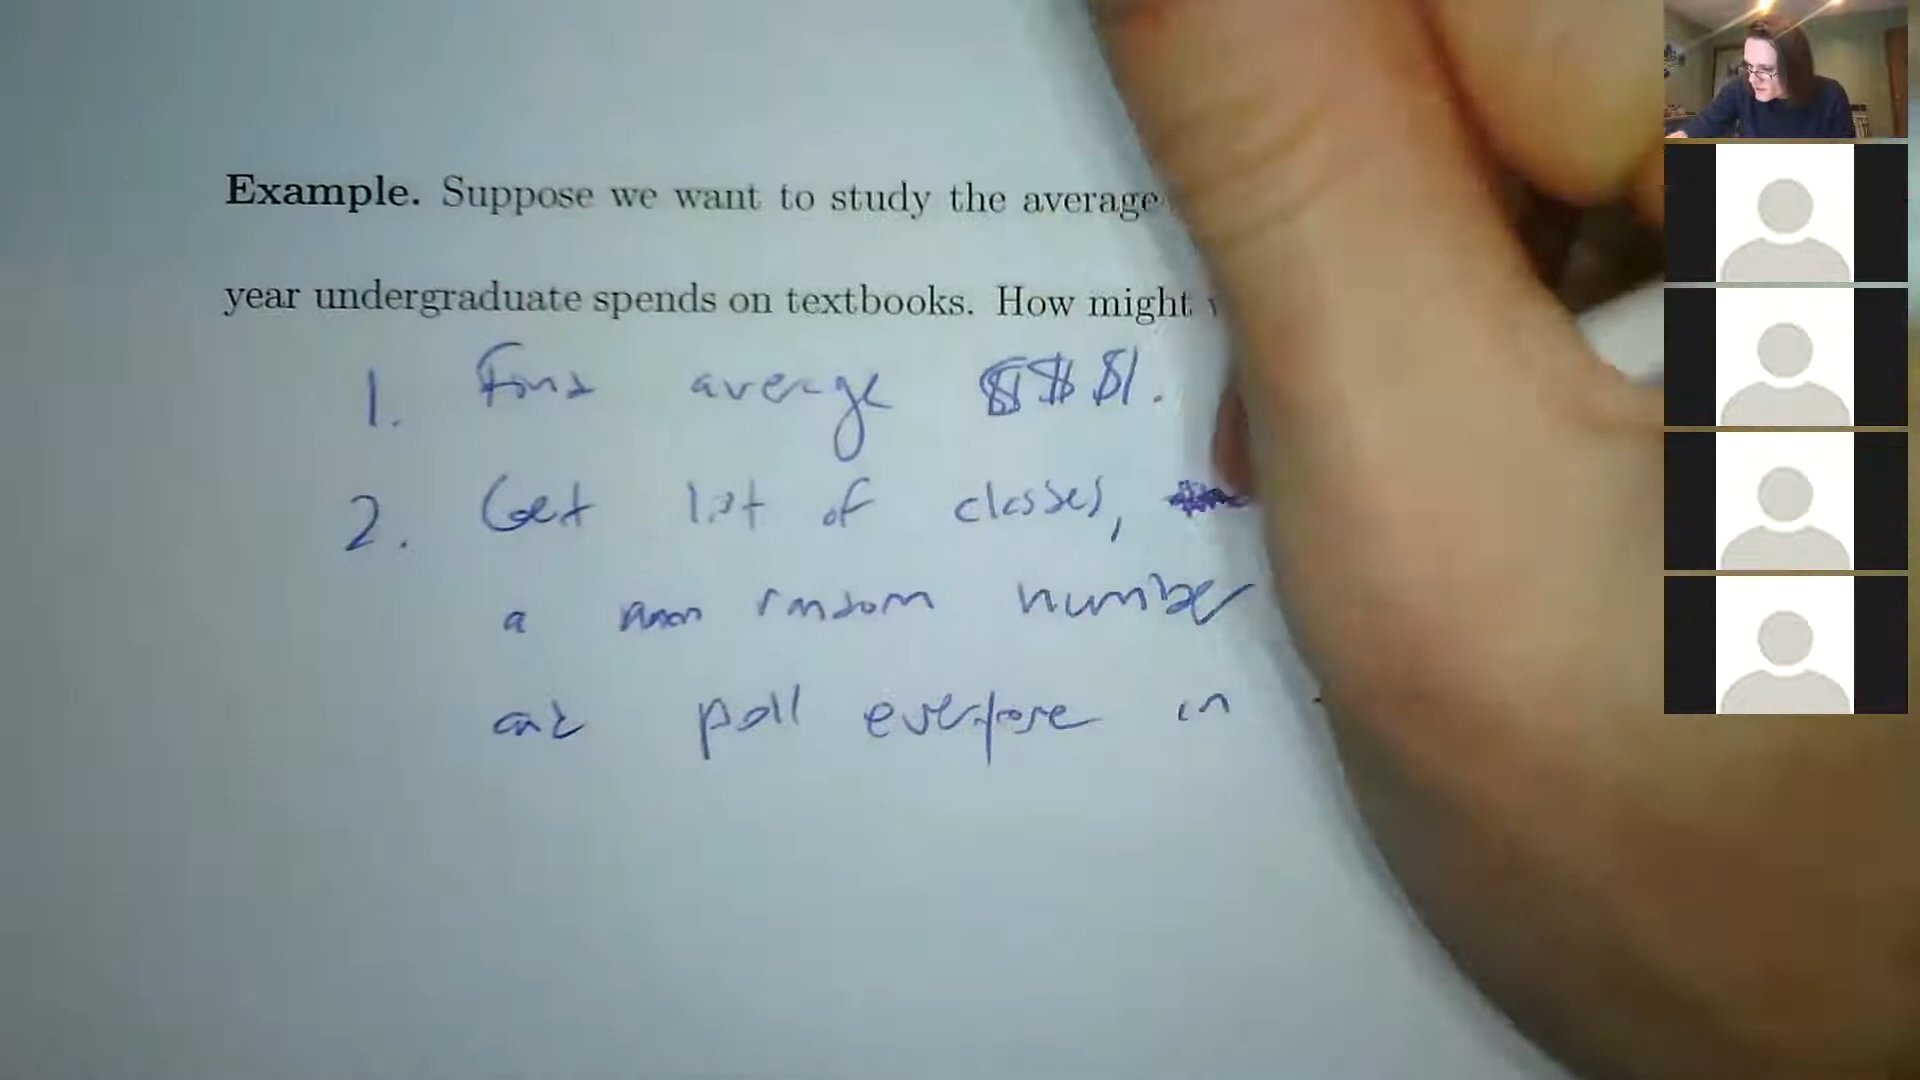 Example. Suppose we want to study the average
year undergraduate spends on textbooks. How might
1. Find average $$$.
2. Get list of classes,
a random number
and poll everyone in